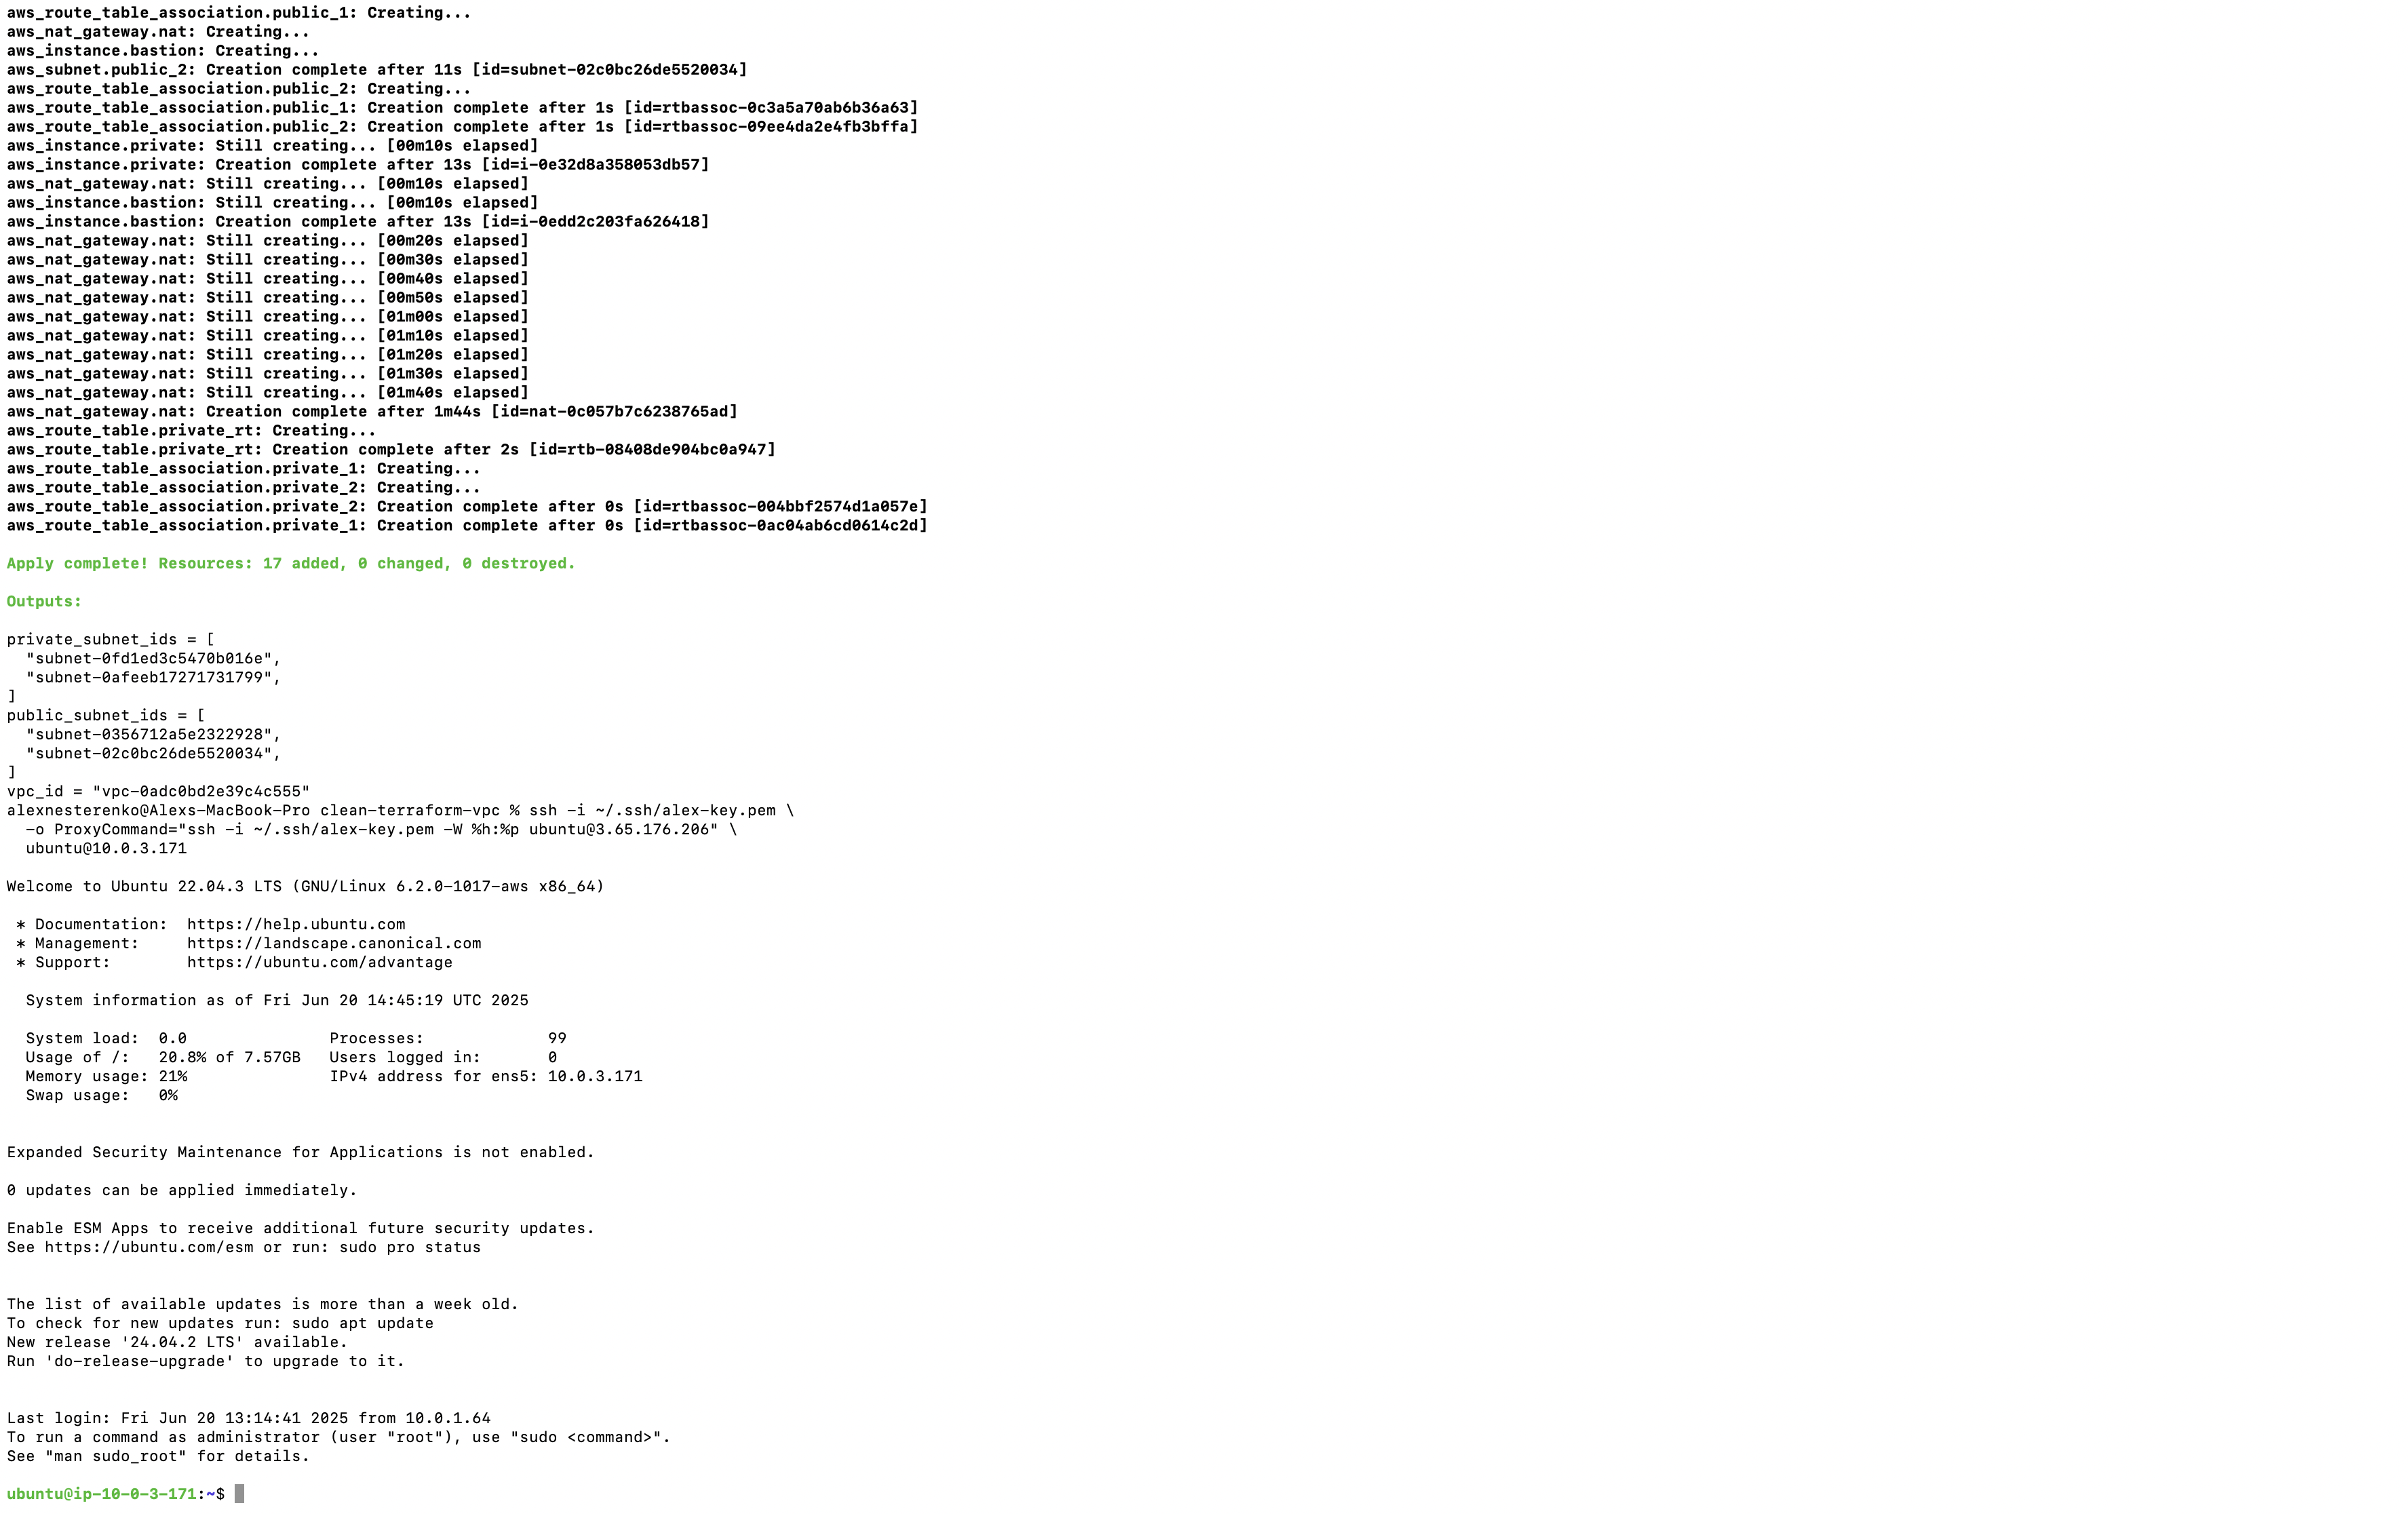 aws_route_table_association.public_1: Creating...
aws_nat_gateway.nat: Creating...
aws_instance.bastion: Creating...
aws_subnet.public_2: Creation complete after 11s [id=subnet-02c0bc26de5520034]
aws_route_table_association.public_2: Creating...
aws_route_table_association.public_1: Creation complete after 1s [id=rtbassoc-0c3a5a70ab6b36a63]
aws_route_table_association.public_2: Creation complete after 1s [id=rtbassoc-09ee4da2e4fb3bffa]
aws_instance.private: Still creating... [00m10s elapsed]
aws_instance.private: Creation complete after 13s [id=i-0e32d8a358053db57]
aws_nat_gateway.nat: Still creating... [00m10s elapsed]
aws_instance.bastion: Still creating... [00m10s elapsed]
aws_instance.bastion: Creation complete after 13s [id=i-0edd2c203fa626418]
aws_nat_gateway.nat: Still creating... [00m20s elapsed]
aws_nat_gateway.nat: Still creating... [00m30s elapsed]
aws_nat_gateway.nat: Still creating... [00m40s elapsed]
aws_nat_gateway.nat: Still creating... [00m50s elapsed]
aws_nat_gateway.nat: Still creating... [01m00s elapsed]
aws_nat_gateway.nat: Still creating... [01m10s elapsed]
aws_nat_gateway.nat: Still creating... [01m20s elapsed]
aws_nat_gateway.nat: Still creating... [01m30s elapsed]
aws_nat_gateway.nat: Still creating... [01m40s elapsed]
aws_nat_gateway.nat: Creation complete after 1m44s [id=nat-0c057b7c6238765ad]
aws_route_table.private_rt: Creating...
aws_route_table.private_rt: Creation complete after 2s [id=rtb-08408de904bc0a947]
aws_route_table_association.private_1: Creating...
aws_route_table_association.private_2: Creating...
aws_route_table_association.private_2: Creation complete after 0s [id=rtbassoc-004bbf2574d1a057e]
aws_route_table_association.private_1: Creation complete after 0s [id=rtbassoc-0ac04ab6cd0614c2d]
Apply complete! Resources: 17 added, 0 changed, 0 destroyed.
Outputs:
private_subnet_ids = [
  "subnet-0fd1ed3c5470b016e",
  "subnet-0afeeb17271731799",
]
public_subnet_ids = [
  "subnet-0356712a5e2322928",
  "subnet-02c0bc26de5520034",
]
vpc_id = "vpc-0adc0bd2e39c4c555"
alexnesterenko@Alexs-MacBook-Pro clean-terraform-vpc % ssh -i ~/.ssh/alex-key.pem \
  -o ProxyCommand="ssh -i ~/.ssh/alex-key.pem -W %h:%p ubuntu@3.65.176.206" \
  ubuntu@10.0.3.171
Welcome to Ubuntu 22.04.3 LTS (GNU/Linux 6.2.0-1017-aws x86_64)
 * Documentation:  https://help.ubuntu.com
 * Management:     https://landscape.canonical.com
 * Support:        https://ubuntu.com/advantage
  System information as of Fri Jun 20 14:45:19 UTC 2025
  System load:  0.0               Processes:             99
  Usage of /:   20.8% of 7.57GB   Users logged in:       0
  Memory usage: 21%               IPv4 address for ens5: 10.0.3.171
  Swap usage:   0%
Expanded Security Maintenance for Applications is not enabled.
0 updates can be applied immediately.
Enable ESM Apps to receive additional future security updates.
See https://ubuntu.com/esm or run: sudo pro status
The list of available updates is more than a week old.
To check for new updates run: sudo apt update
New release '24.04.2 LTS' available.
Run 'do-release-upgrade' to upgrade to it.
Last login: Fri Jun 20 13:14:41 2025 from 10.0.1.64
To run a command as administrator (user "root"), use "sudo <command>".
See "man sudo_root" for details.
ubuntu@ip-10-0-3-171:~$